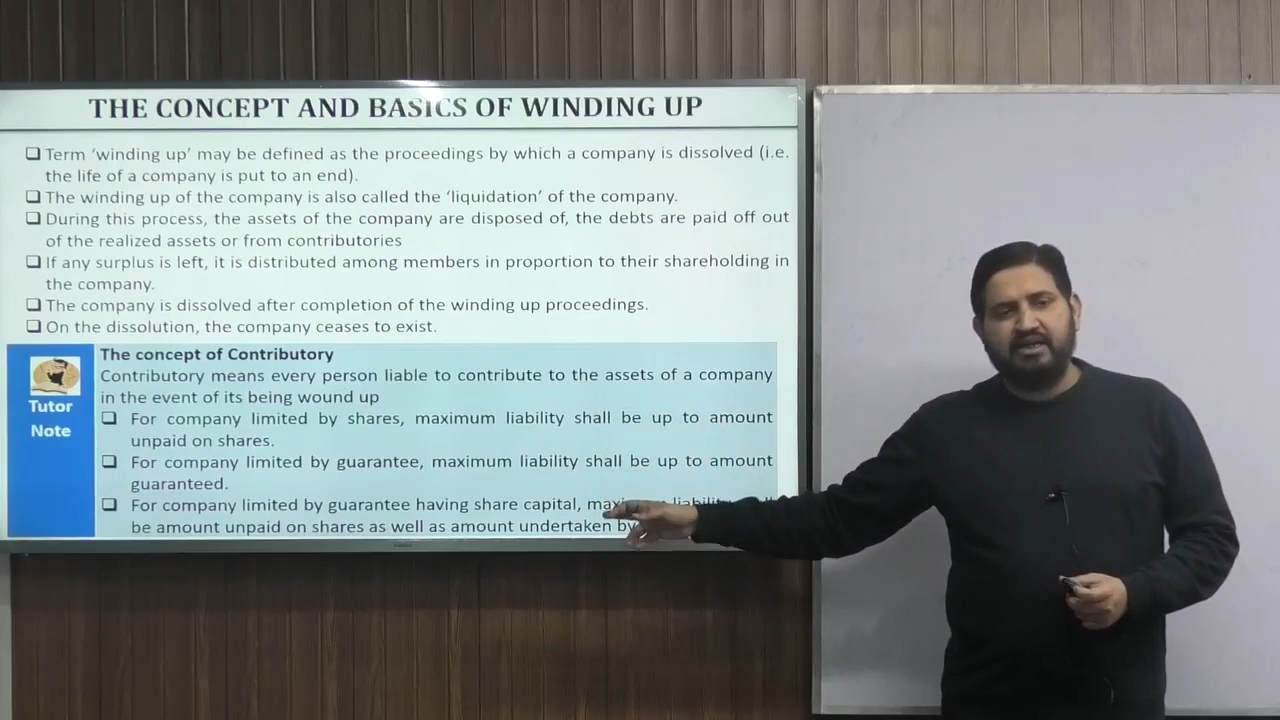 THE CONCEPT AND BASICS OF WINDING UP
❑ Term ‘winding up’ may be defined as the proceedings by which a company is dissolved (i.e.
the life of a company is put to an end).
❑ The winding up of the company is also called the ‘liquidation’ of the company.
❑ During this process, the assets of the company are disposed of, the debts are paid off out
of the realized assets or from contributories
❑ If any surplus is left, it is distributed among members in proportion to their shareholding in
the company.
❑ The company is dissolved after completion of the winding up proceedings.
❑ On the dissolution, the company ceases to exist.
Tutor
Note
The concept of Contributory
Contributory means every person liable to contribute to the assets of a company
in the event of its being wound up
❑ For company limited by shares, maximum liability shall be up to amount
unpaid on shares.
❑ For company limited by guarantee, maximum liability shall be up to amount
guaranteed.
❑ For company limited by guarantee having share capital,
be amount unpaid on shares as well as amount undertaken by